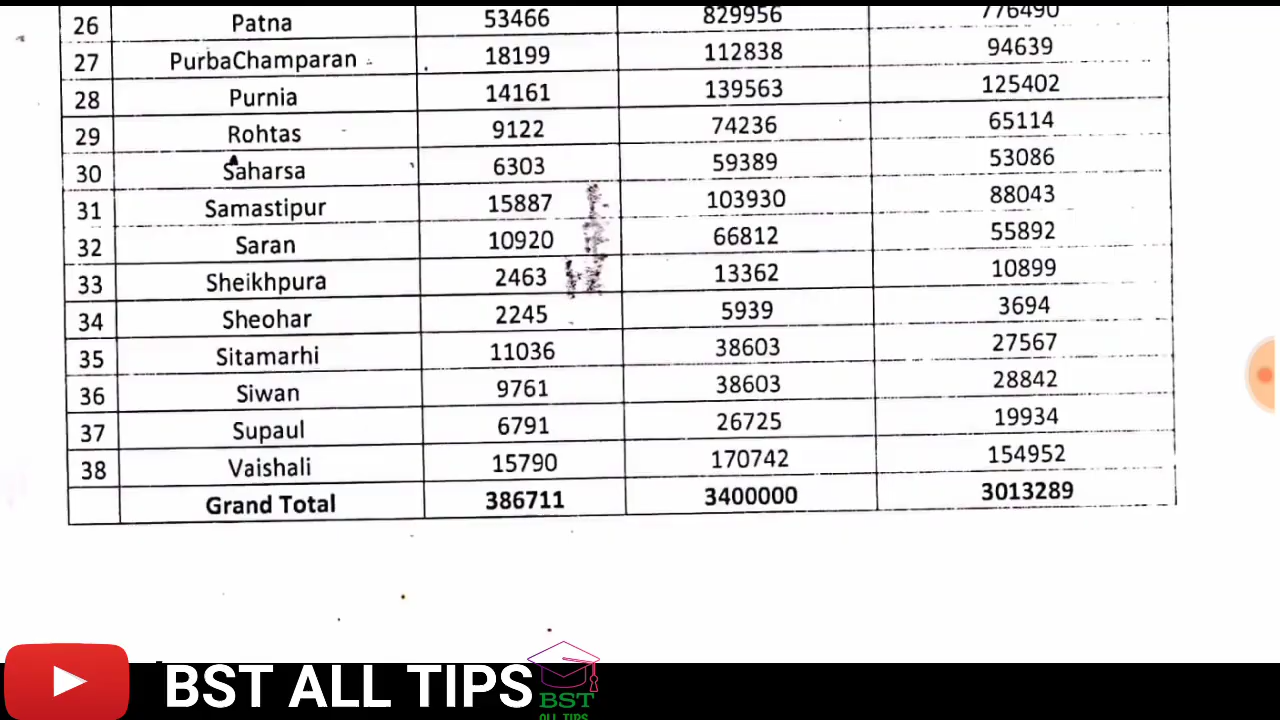 26 Patna 53466 829956 776490
27 PurbaChamparan 18199 112838 94639
28 Purnia 14161 139563 125402
29 Rohtas 9122 74236 65114
30 Saharsa 6303 59389 53086
31 Samastipur 15887 103930 88043
32 Saran 10920 66812 55892
33 Sheikhpura 2463 13362 10899
34 Sheohar 2245 5939 3694
35 Sitamarhi 11036 38603 27567
36 Siwan 9761 38603 28842
37 Supaul 6791 26725 19934
38 Vaishali 15790 170742 154952
Grand Total 386711 3400000 3013289
BST ALL TIPS
BST
ALL TIPS